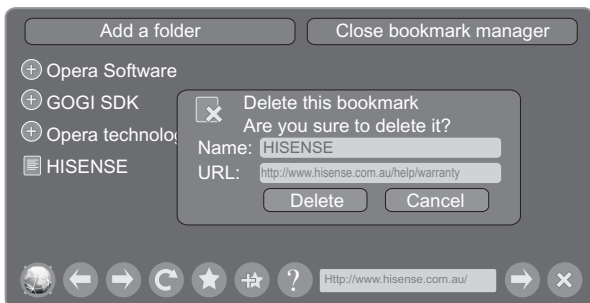 Add a folder
Close bookmark manager
Opera Software
GOGI SDK
Opera technolog
HISENSE
Delete this bookmark
Are you sure to delete it?
Name: HISENSE
URL: http://www.hisense.com.au/help/warranty
Delete
Cancel
? Http://www.hisense.com.au/